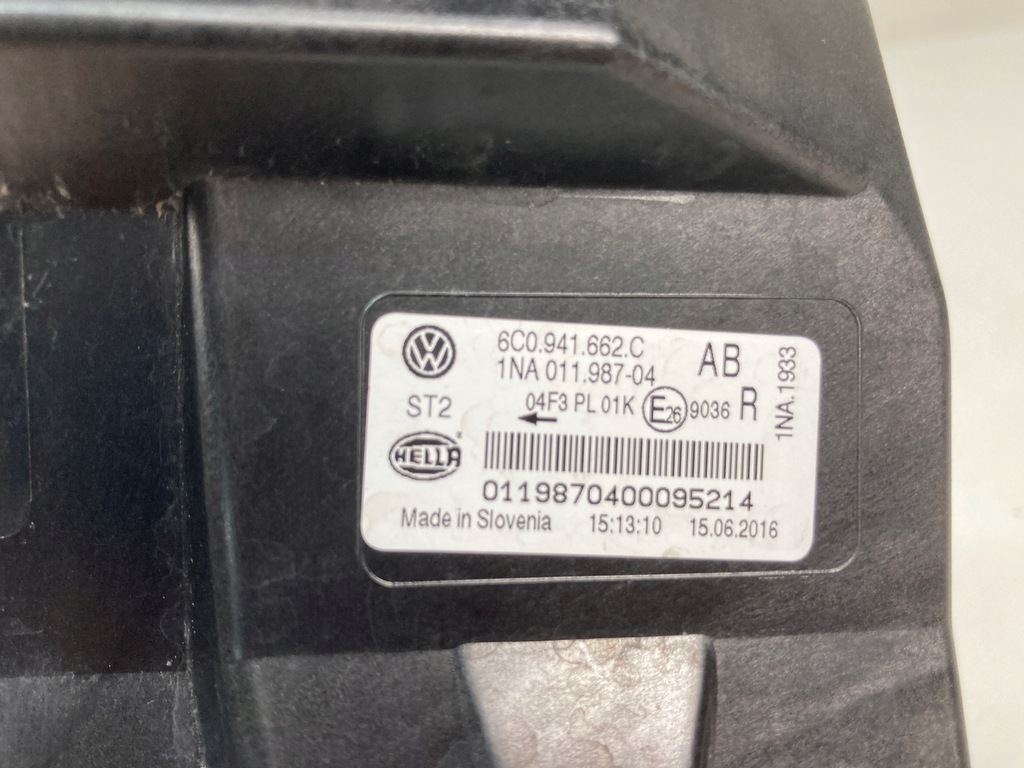 6C0.941.662.C
1NA 011.987-04
AB
ST2
04F3 PL 01K E26 9036 R
1NA.1933
HELLA
0119870400095214
Made in Slovenia 15:13:10 15.06.2016